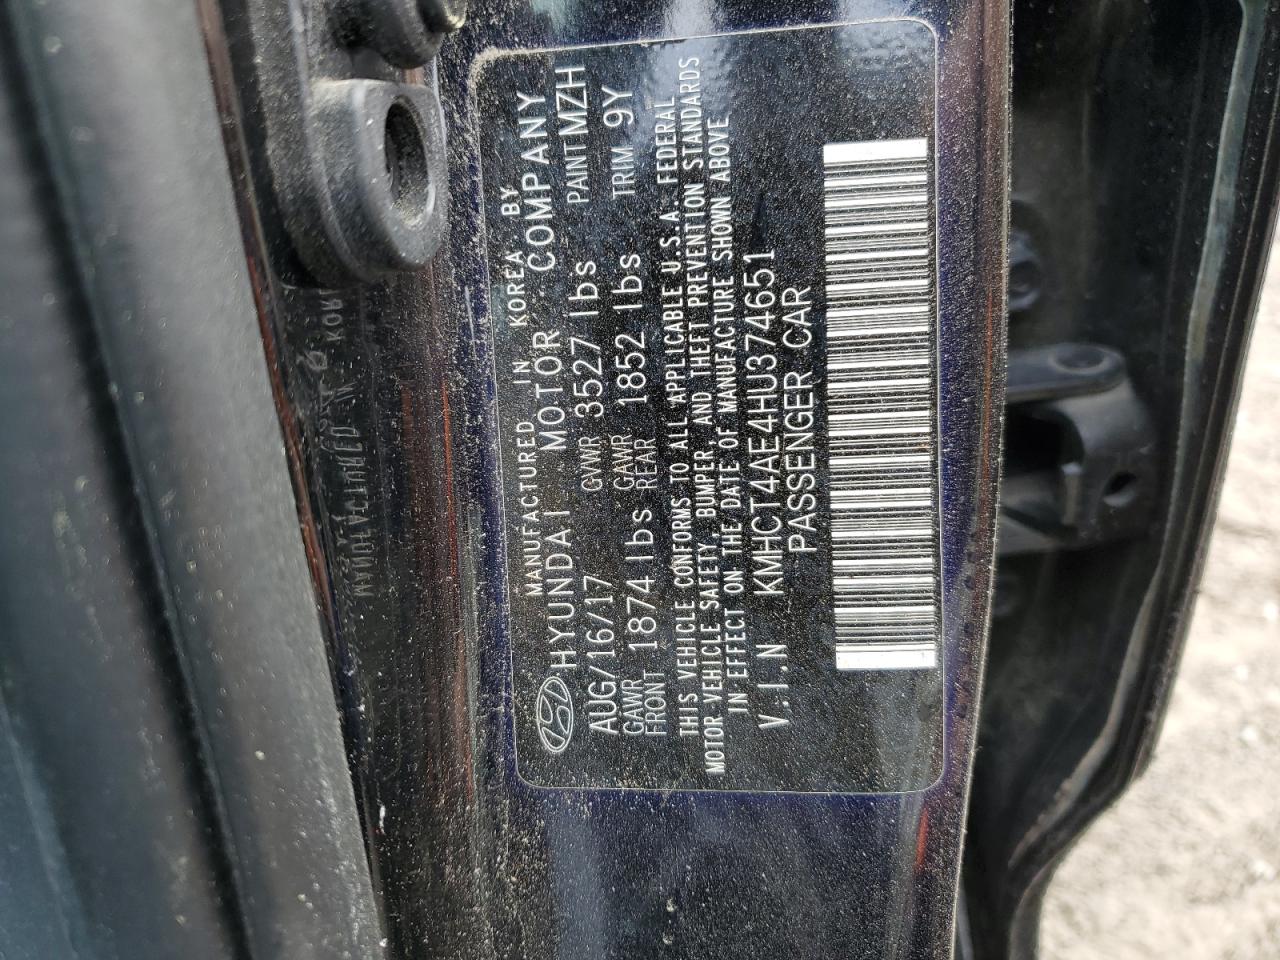 MANUFACTURED IN KOREA BY
HYUNDAI MOTOR COMPANY
AUG/16/17 GVWR 3527 lbs PAINT MZH
GAWR FRONT 1874 lbs GAWR REAR 1852 lbs TRIM 9Y
THIS VEHICLE CONFORMS TO ALL APPLICABLE U.S.A. FEDERAL
MOTOR VEHICLE SAFETY, BUMPER, AND THEFT PREVENTION STANDARDS
IN EFFECT ON THE DATE OF MANUFACTURE SHOWN ABOVE
V.I.N KMHCT4AE4HU374651
PASSENGER CAR